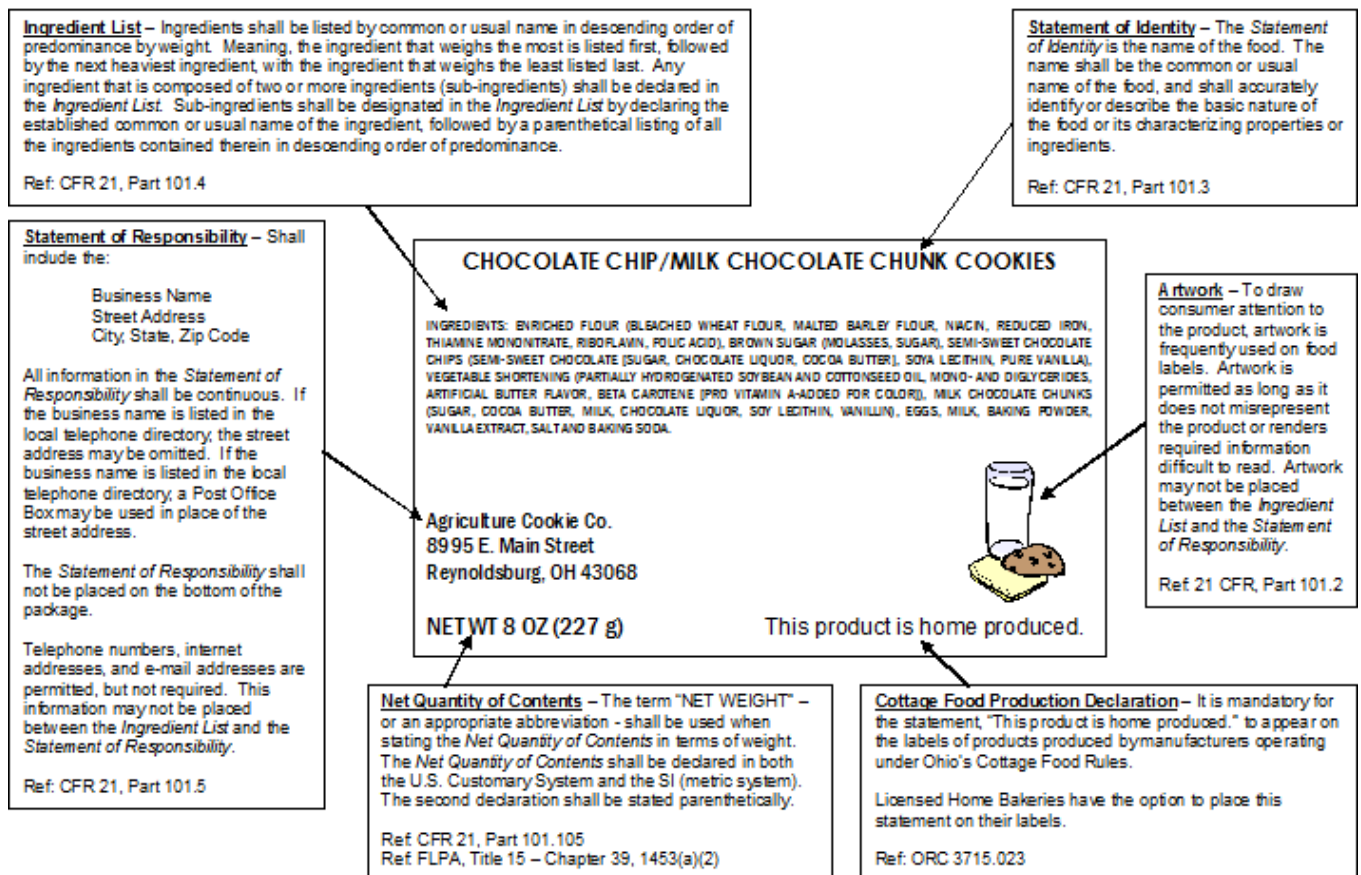 Ingredient List – Ingredients shall be listed by common or usual name in descending order of
predominance by weight. Meaning, the ingredient that weighs the most is listed first, followed
by the next heaviest ingredient, with the ingredient that weighs the least listed last. Any
ingredient that is composed of two or more ingredients (sub-ingredients) shall be declared in
the Ingredient List. Sub-ingredients shall be designated in the Ingredient List by declaring the
established common or usual name of the ingredient, followed by a parenthetical listing of all
the ingredients contained therein in descending order of predominance.
Ref: CFR 21, Part 101.4
Statement of Identity – The Statement
of Identity is the name of the food. The
name shall be the common or usual
name of the food, and shall accurately
identify or describe the basic nature of
the food or its characterizing properties or
ingredients.
Ref: CFR 21, Part 101.3
Statement of Responsibility – Shall
include the:
Business Name
Street Address
City, State, Zip Code
All information in the Statement of
Responsibility shall be continuous. If
the business name is listed in the
local telephone directory, the street
address may be omitted. If the
business name is listed in the local
telephone directory, a Post Office
Box may be used in place of the
street address.
The Statement of Responsibility shall
not be placed on the bottom of the
package.
Telephone numbers, internet
addresses, and e-mail addresses are
permitted, but not required. This
information may not be placed
between the Ingredient List and the
Statement of Responsibility.
Ref: CFR 21, Part 101.5
CHOCOLATE CHIP/MILK CHOCOLATE CHUNK COOKIES
INGREDIENTS: ENRICHED FLOUR (BLEACHED WHEAT FLOUR, MALTED BARLEY FLOUR, NIACIN, REDUCED IRON,
THIAMINE MONONITRATE, RIBOFLAVIN, FOLIC ACID), BROWN SUGAR (MOLASSES, SUGAR), SEMI-SWEET CHOCOLATE
CHIPS (SEMI-SWEET CHOCOLATE [SUGAR, CHOCOLATE LIQUOR, COCOA BUTTER], SOYA LECITHIN, PURE VANILLA),
VEGETABLE SHORTENING (PARTIALLY HYDROGENATED SOYBEAN AND COTTONSEED OIL, MONO- AND DIGLYCERIDES,
ARTIFICIAL BUTTER FLAVOR, BETA CAROTENE [PRO VITAMIN A-ADDED FOR COLOR]), MILK CHOCOLATE CHUNKS
(SUGAR, COCOA BUTTER, MILK, CHOCOLATE LIQUOR, SOY LECITHIN, VANILLIN), EGGS, MILK, BAKING POWDER,
VANILLA EXTRACT, SALT AND BAKING SODA.
Agriculture Cookie Co.
8995 E. Main Street
Reynoldsburg, OH 43068
NET WT 8 OZ (227 g)
This product is home produced.
Artwork – To draw
consumer attention to
the product, artwork is
frequently used on food
labels. Artwork is
permitted as long as it
does not misrepresent
the product or renders
required information
difficult to read. Artwork
may not be placed
between the Ingredient
List and the Statement
of Responsibility.
Ref: 21 CFR, Part 101.2
Net Quantity of Contents – The term "NET WEIGHT" –
or an appropriate abbreviation - shall be used when
stating the Net Quantity of Contents in terms of weight.
The Net Quantity of Contents shall be declared in both
the U.S. Customary System and the SI (metric system).
The second declaration shall be stated parenthetically.
Ref: CFR 21, Part 101.105
Ref: FLPA, Title 15 – Chapter 39, 1453(a)(2)
Cottage Food Production Declaration – It is mandatory for
the statement, "This product is home produced." to appear on
the labels of products produced by manufacturers operating
under Ohio's Cottage Food Rules.
Licensed Home Bakeries have the option to place this
statement on their labels.
Ref: ORC 3715.023